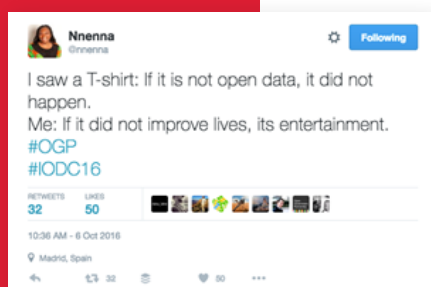 Nnenna
@nnenna
Following
I saw a T-shirt: If it is not open data, it did not
happen.
Me: If it did not improve lives, its entertainment.
#OGP
#IODC16
RETWEETS LIKES
32 50
10:36 AM - 6 Oct 2016
Madrid, Spain
32 50